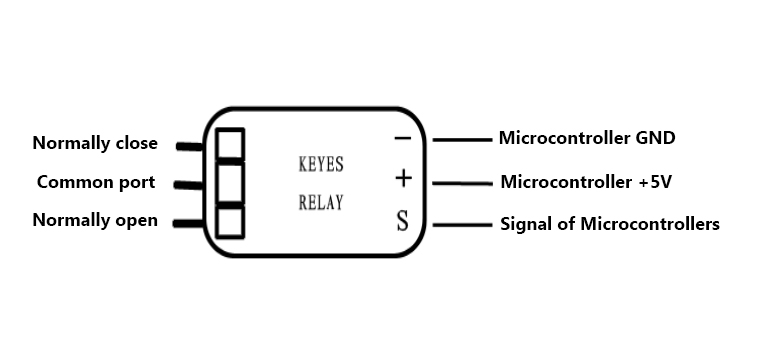 Normally close
Common port
Normally open
KEYES
RELAY
−
+
S
Microcontroller GND
Microcontroller +5V
Signal of Microcontrollers